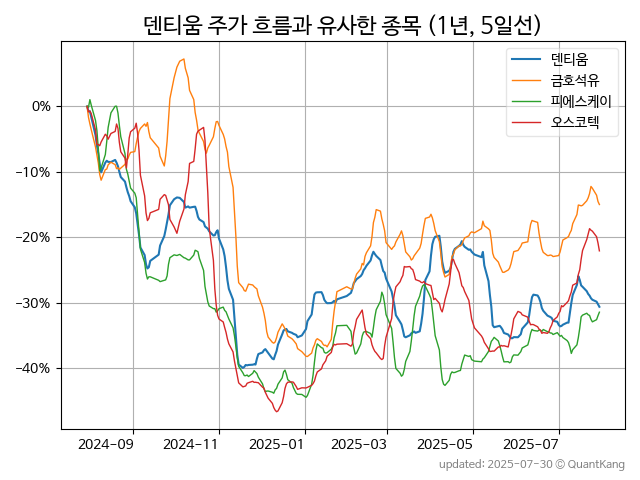 덴티움 주가 흐름과 유사한 종목 (1년, 5일선)
덴티움
금호석유
피에스케이
오스코텍
0%
−10%
−20%
−30%
−40%
2024-09 2024-11 2025-01 2025-03 2025-05 2025-07
updated: 2025-07-30 © QuantKang